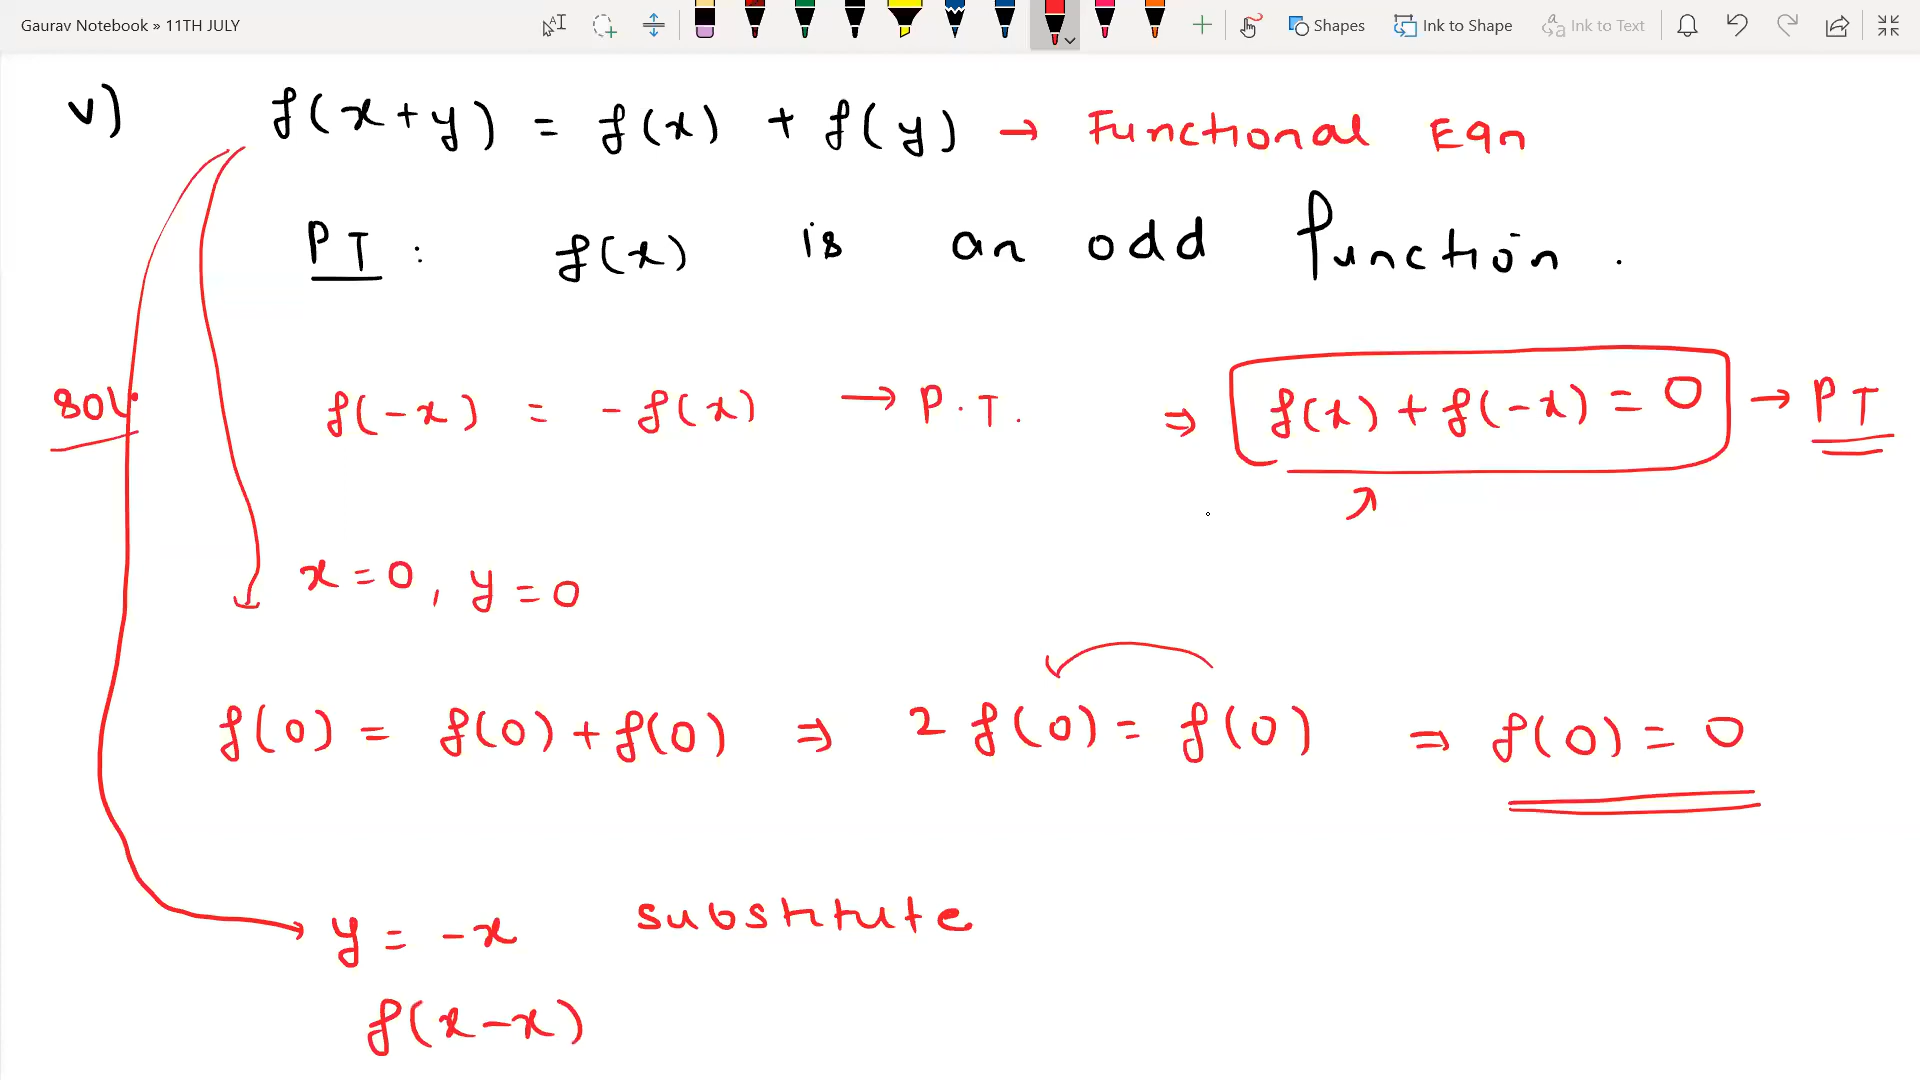 Gaurav Notebook » 11TH JULY
Shapes Ink to Shape Ink to Text
v) f(x+y) = f(x) + f(y) → Functional Eqn
PT : f(x) is an odd function .
Sol.
f(-x) = -f(x) → P.T. ⇒ f(x) + f(-x) = 0 → PT
x = 0 , y = 0
f(0) = f(0) + f(0) ⇒ 2 f(0) = f(0) ⇒ f(0) = 0
y = -x substitute
f(x-x)